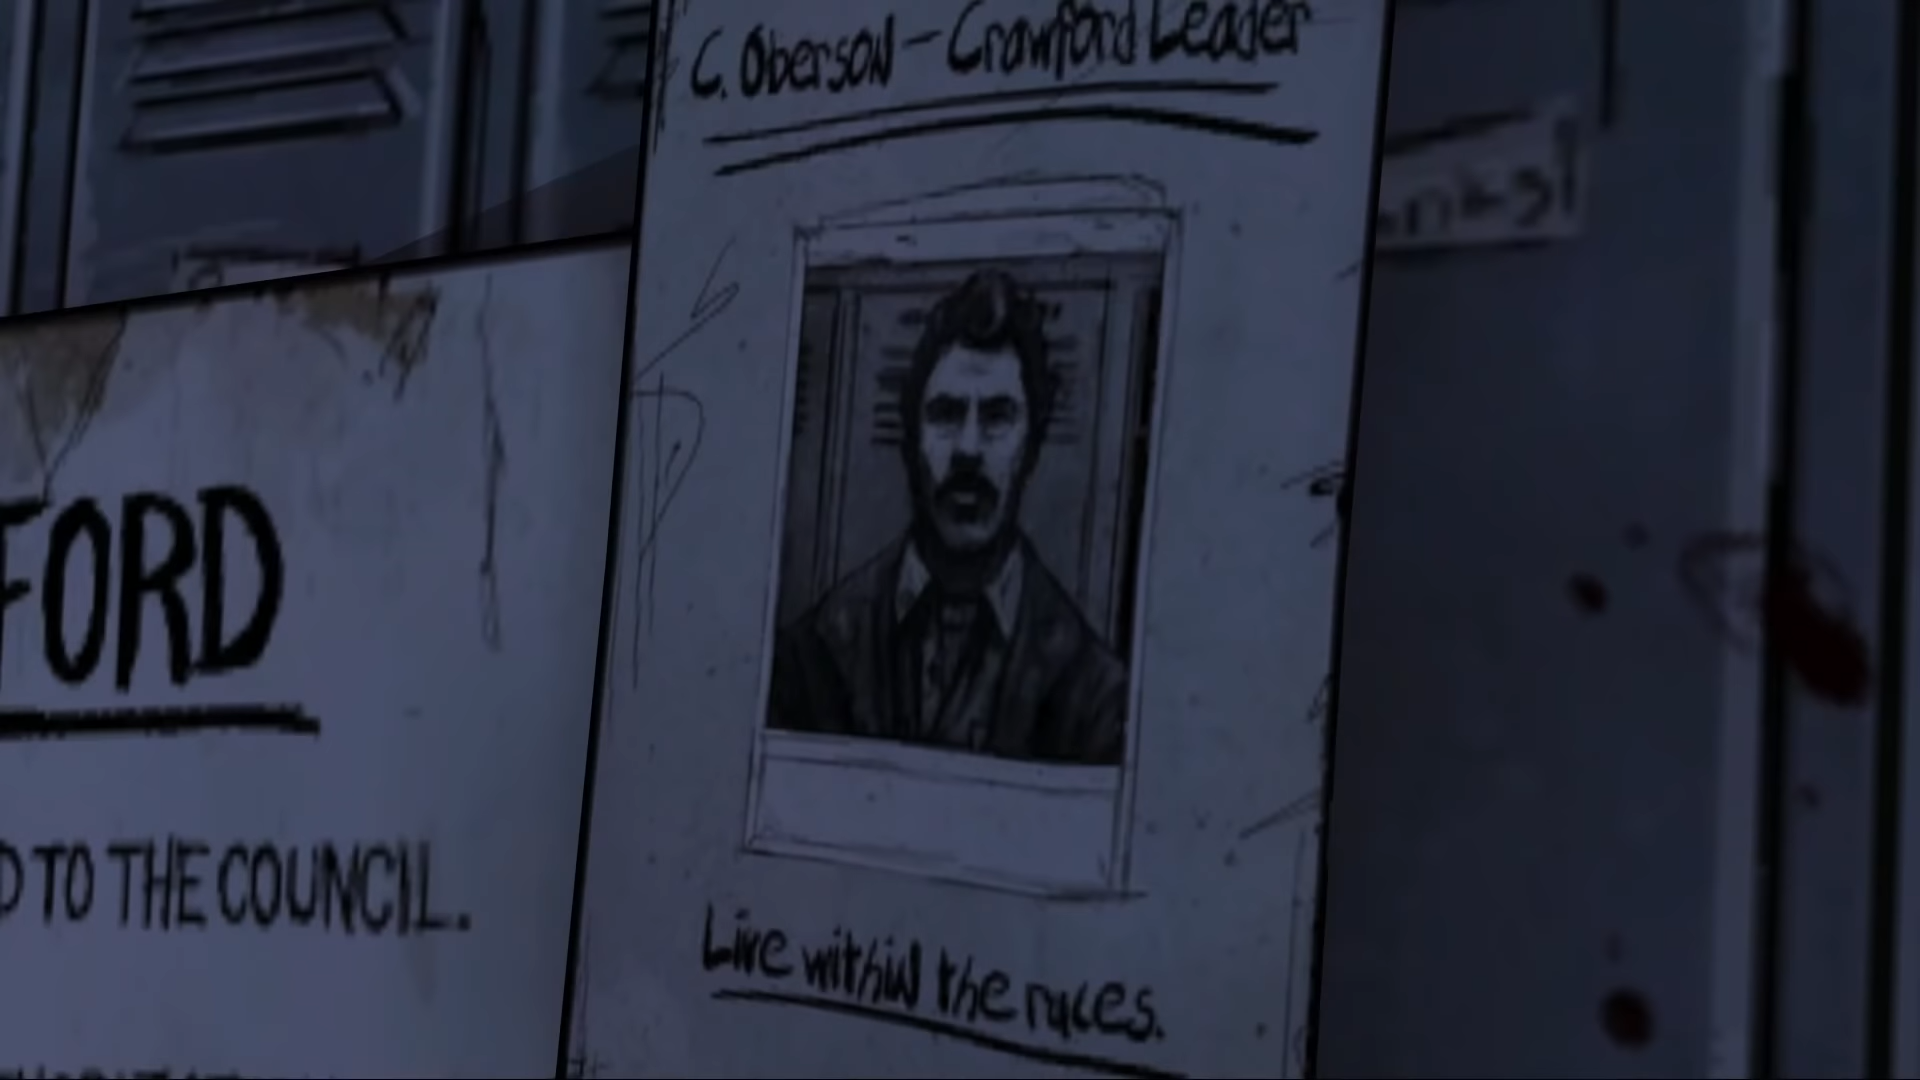 C. Oberson — Crawford Leader
FORD
D TO THE COUNCIL.
Live within the rules.